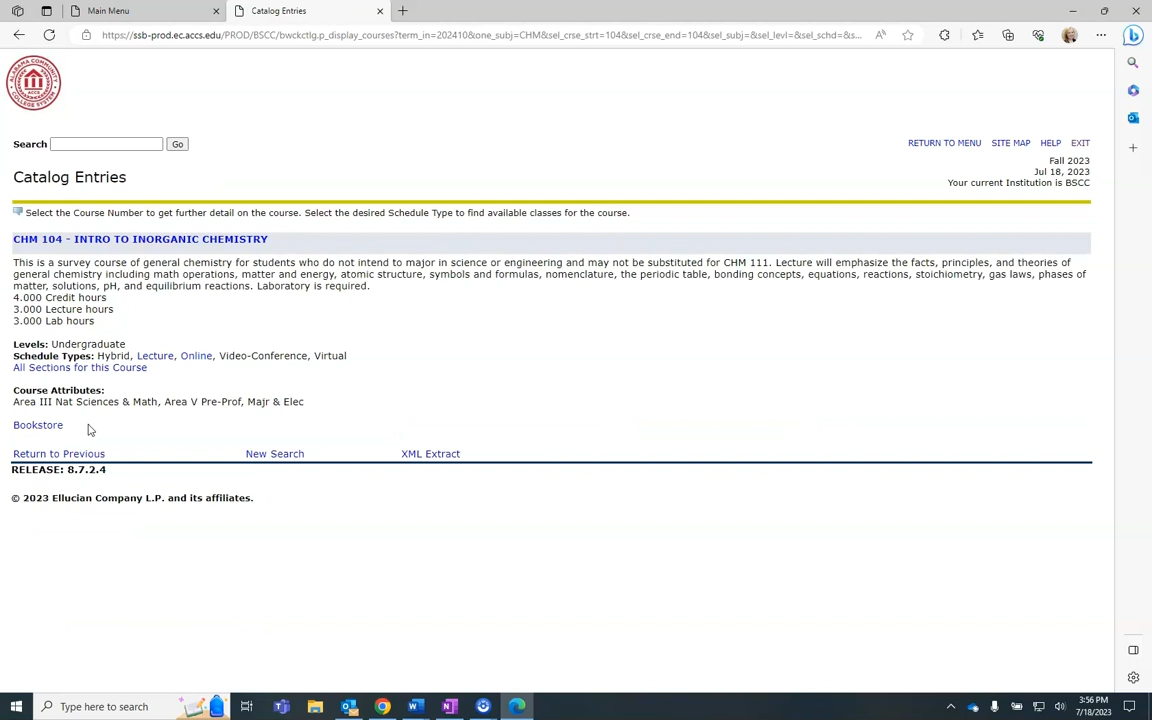 Main Menu
Catalog Entries
https://ssb-prod.ec.accs.edu/PROD/BSCC/bwckctlg.p_display_courses?term_in=202410&one_subj=CHM&sel_crse_strt=104&sel_crse_end=104&sel_subj=&sel_levl=&sel_schd=&s...
Search
Go
RETURN TO MENU SITE MAP HELP EXIT
Fall 2023
Jul 18, 2023
Your current Institution is BSCC
Catalog Entries
Select the Course Number to get further detail on the course. Select the desired Schedule Type to find available classes for the course.
CHM 104 - INTRO TO INORGANIC CHEMISTRY
This is a survey course of general chemistry for students who do not intend to major in science or engineering and may not be substituted for CHM 111. Lecture will emphasize the facts, principles, and theories of
general chemistry including math operations, matter and energy, atomic structure, symbols and formulas, nomenclature, the periodic table, bonding concepts, equations, reactions, stoichiometry, gas laws, phases of
matter, solutions, pH, and equilibrium reactions. Laboratory is required.
4.000 Credit hours
3.000 Lecture hours
3.000 Lab hours
Levels: Undergraduate
Schedule Types: Hybrid, Lecture, Online, Video-Conference, Virtual
All Sections for this Course
Course Attributes:
Area III Nat Sciences & Math, Area V Pre-Prof, Majr & Elec
Bookstore
Return to Previous New Search XML Extract
RELEASE: 8.7.2.4
© 2023 Ellucian Company L.P. and its affiliates.
Type here to search
3:56 PM
7/18/2023